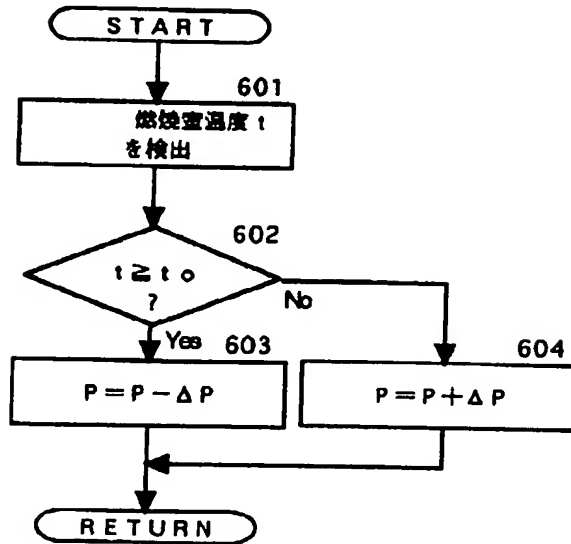 START
601
燃焼室温度 t
を検出
602
t ≧ t o
?
No
Yes
603
604
P = P − Δ P
P = P + Δ P
RETURN